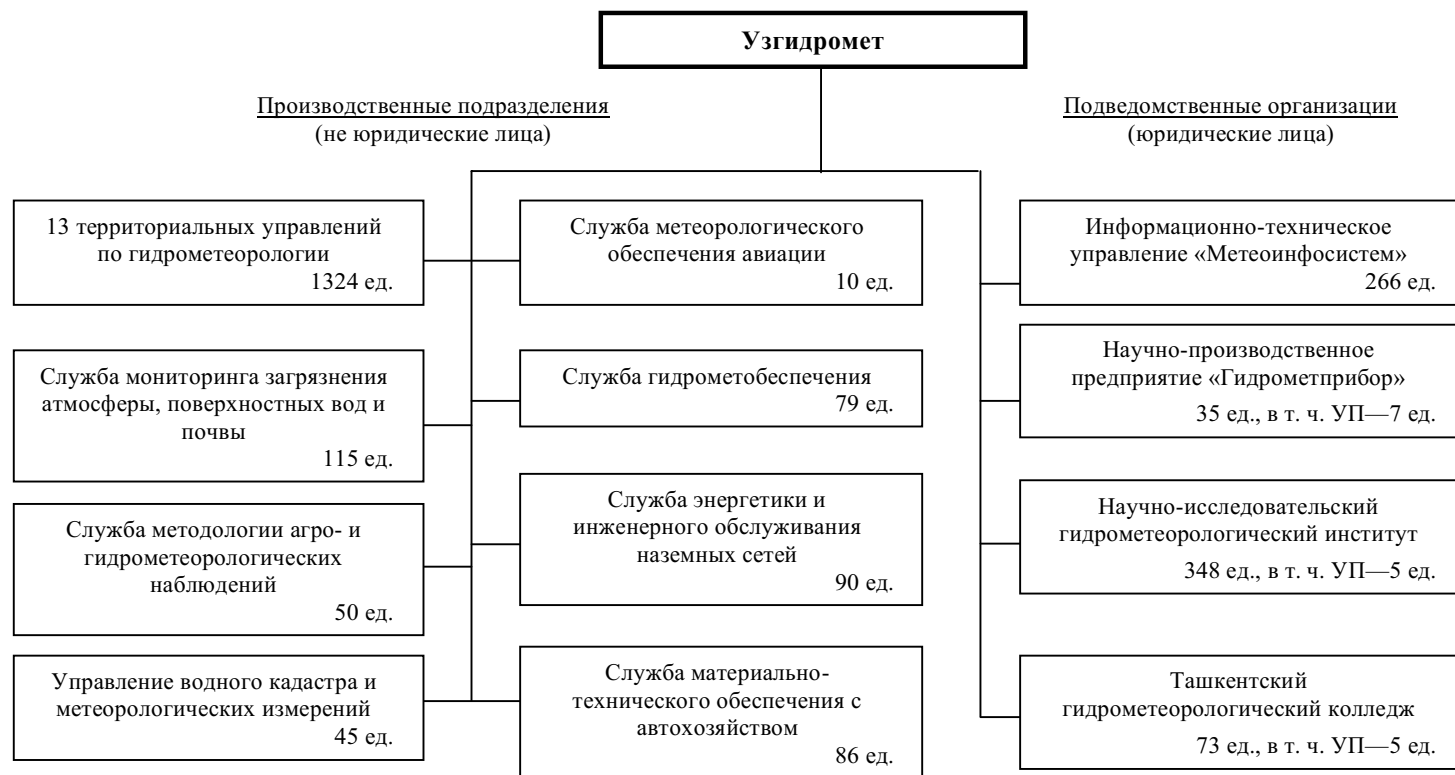 Узгидромет
Производственные подразделения
(не юридические лица)
Подведомственные организации
(юридические лица)
13 территориальных управлений
по гидрометеорологии
1324 ед.
Служба мониторинга загрязнения
атмосферы, поверхностных вод и
почвы
115 ед.
Служба методологии агро- и
гидрометеорологических
наблюдений
50 ед.
Управление водного кадастра и
метеорологических измерений
45 ед.
Служба метеорологического
обеспечения авиации
10 ед.
Служба гидрометобеспечения
79 ед.
Служба энергетики и
инженерного обслуживания
наземных сетей
90 ед.
Служба материально-
технического обеспечения с
автохозяйством
86 ед.
Информационно-техническое
управление «Метеоинфосистем»
266 ед.
Научно-производственное
предприятие «Гидрометприбор»
35 ед., в т. ч. УП—7 ед.
Научно-исследовательский
гидрометеорологический институт
348 ед., в т. ч. УП—5 ед.
Ташкентский
гидрометеорологический колледж
73 ед., в т. ч. УП—5 ед.